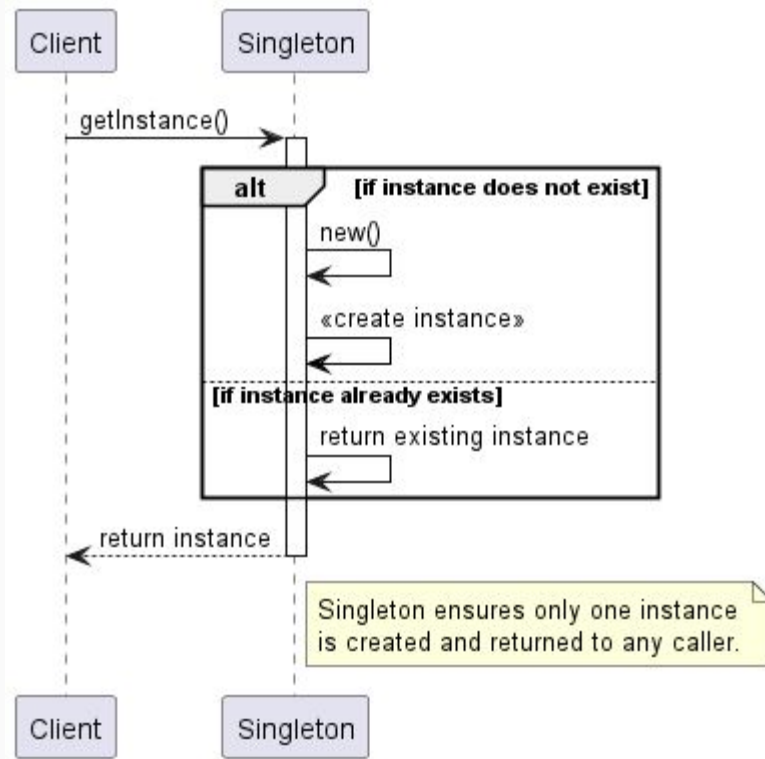 Client Singleton
getInstance()
alt [if instance does not exist]
new()
«create instance»
[if instance already exists]
return existing instance
return instance
Singleton ensures only one instance
is created and returned to any caller.
Client Singleton